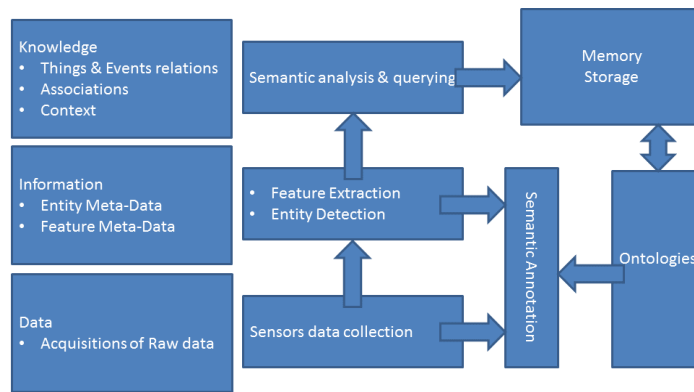 Knowledge
• Things & Events relations
• Associations
• Context
Semantic analysis & querying
Memory
Storage
Information
• Entity Meta-Data
• Feature Meta-Data
• Feature Extraction
• Entity Detection
Semantic Annotation
Ontologies
Data
• Acquisitions of Raw data
Sensors data collection